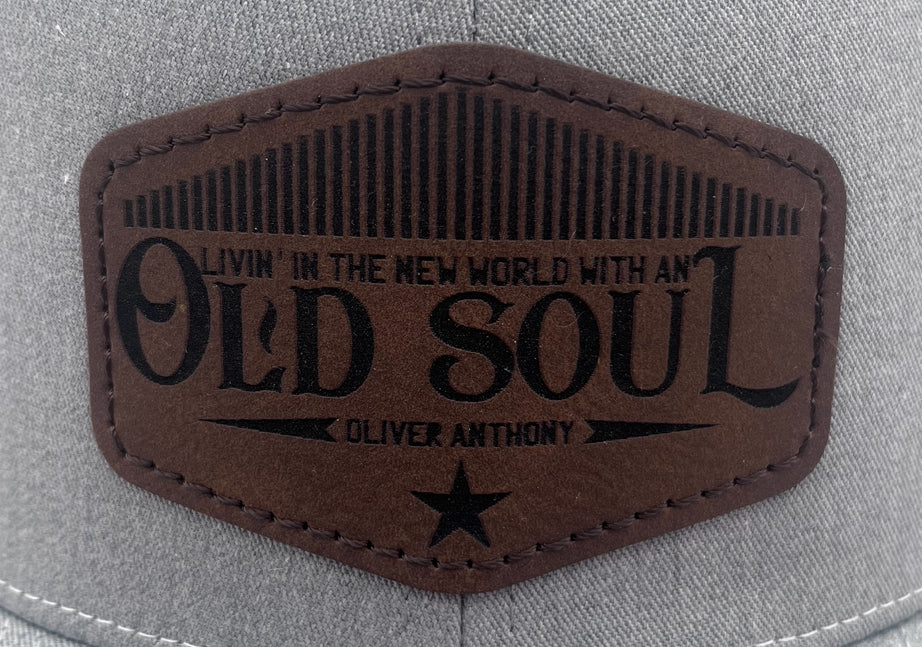 LIVIN' IN THE NEW WORLD WITH AN
OLD SOUL
OLIVER ANTHONY